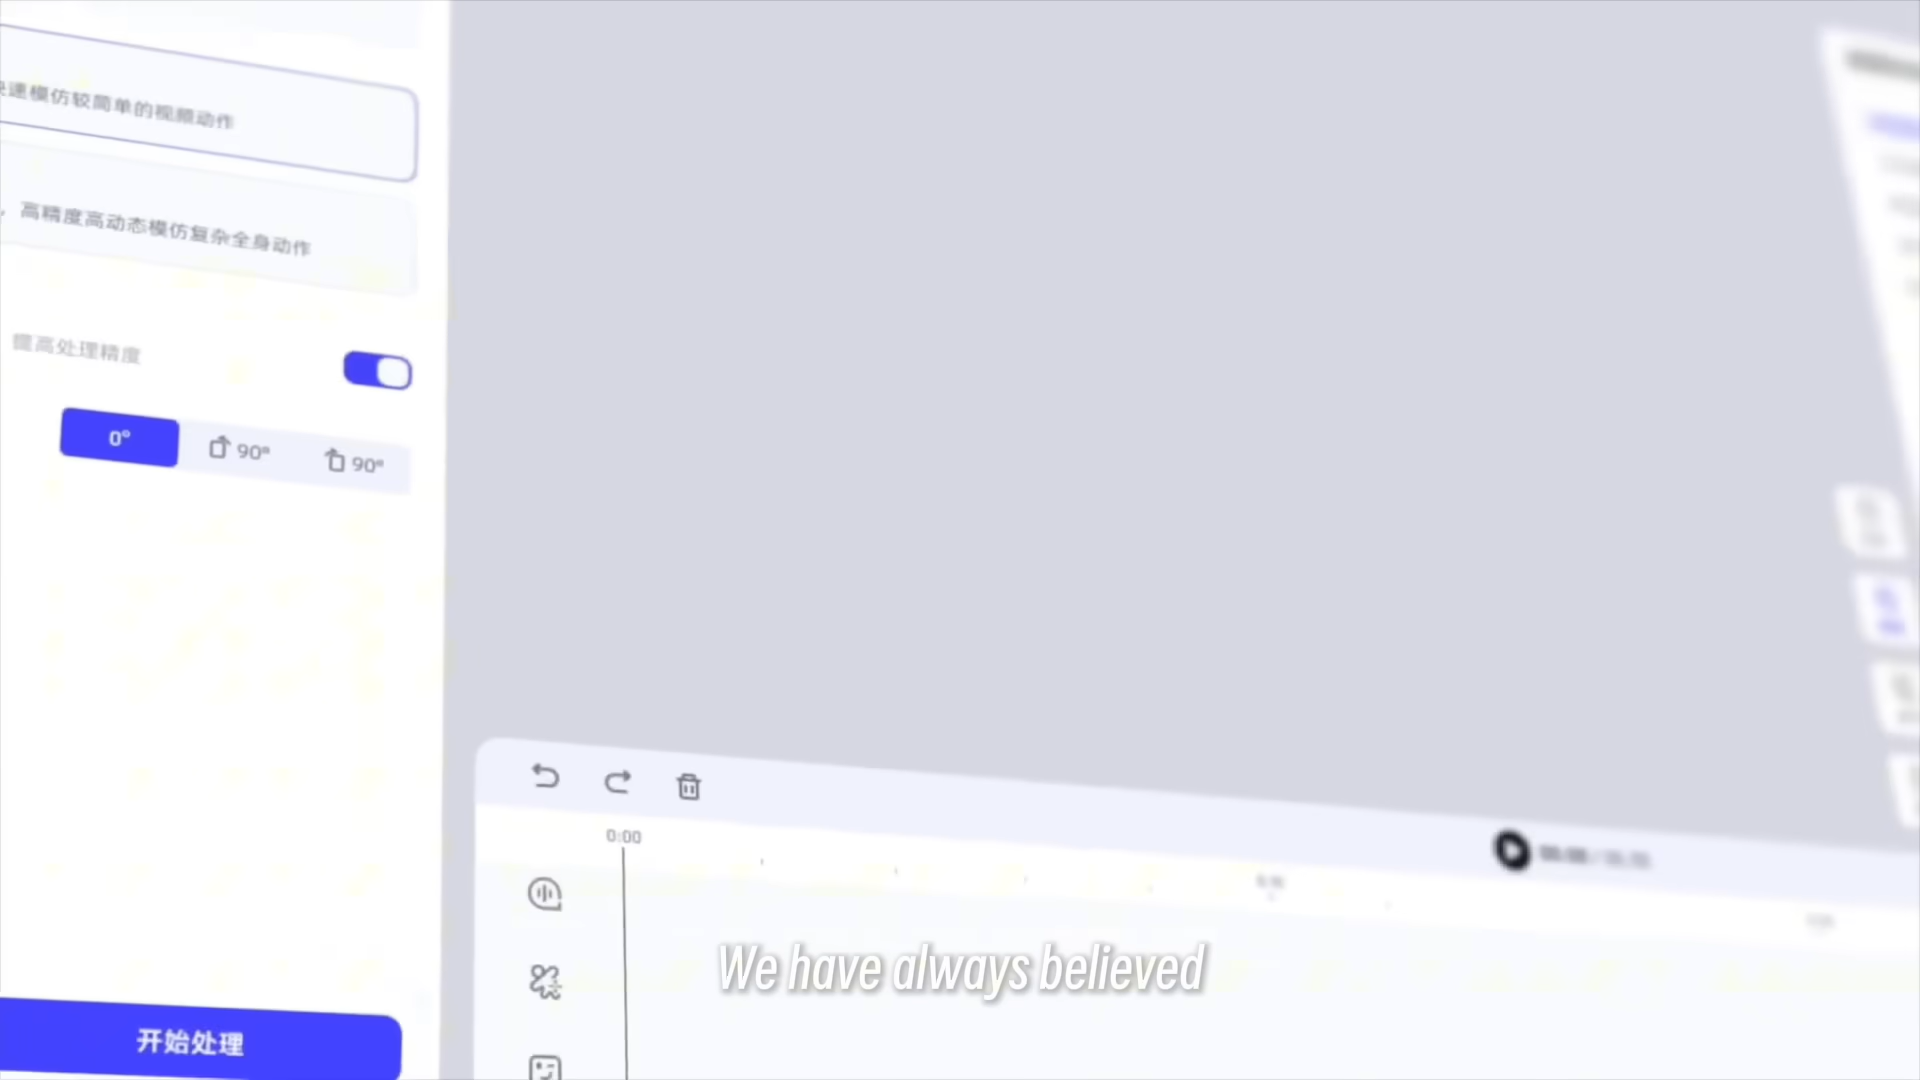 速模仿较简单的视频动作
，高精度高动态模仿复杂全身动作
提高处理精度
0° 90° 90°
0:00
We have always believed
开始处理